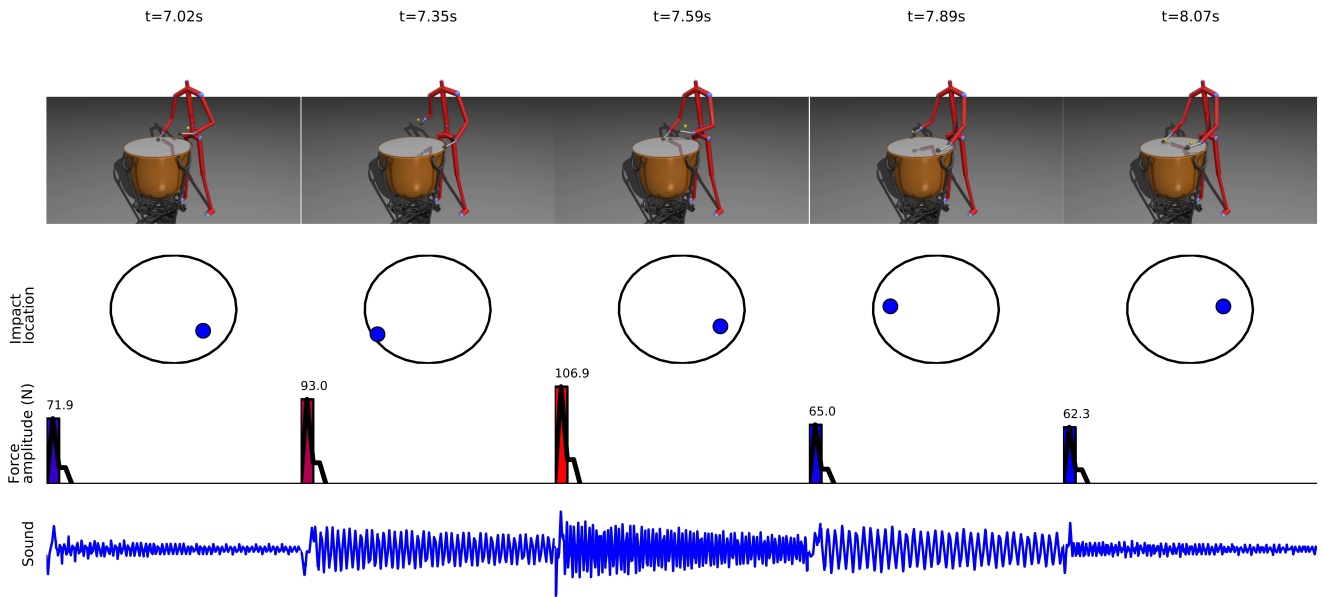 t=7.02s
t=7.35s
t=7.59s
t=7.89s
t=8.07s
Impact
location
Force
amplitude (N)
71.9
93.0
106.9
65.0
62.3
Sound